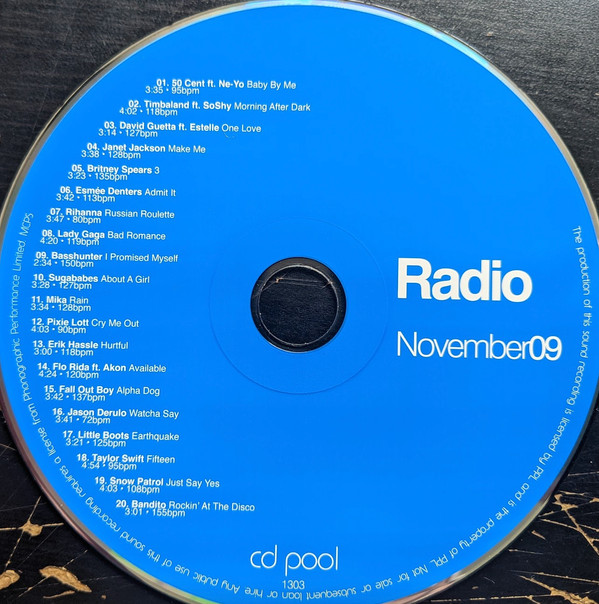 01. 50 Cent ft. Ne-Yo Baby By Me
3:35 • 95bpm
02. Timbaland ft. SoShy Morning After Dark
4:02 • 118bpm
03. David Guetta ft. Estelle One Love
3:14 • 127bpm
04. Janet Jackson Make Me
3:38 • 128bpm
05. Britney Spears 3
3:23 • 135bpm
06. Esmée Denters Admit It
3:42 • 113bpm
07. Rihanna Russian Roulette
3:47 • 80bpm
08. Lady Gaga Bad Romance
4:20 • 119bpm
09. Basshunter I Promised Myself
2:34 • 150bpm
10. Sugababes About A Girl
3:28 • 127bpm
11. Mika Rain
3:34 • 127bpm
12. Pixie Lott Cry Me Out
4:03 • 90bpm
13. Erik Hassle Hurtful
3:00 • 118bpm
14. Flo Rida ft. Akon Available
4:24 • 120bpm
15. Fall Out Boy Alpha Dog
3:42 • 137bpm
16. Jason Derulo Watcha Say
3:41 • 72bpm
17. Little Boots Earthquake
3:21 • 125bpm
18. Taylor Swift Fifteen
4:54 • 95bpm
19. Snow Patrol Just Say Yes
4:03 • 108bpm
20. Bandito Rockin' At The Disco
3:01 • 155bpm
Radio
November09
cd pool
1303
The production of this sound recording is licensed by PPL and is the property of PPL. Not for sale or subsequent loan or hire. Any public use of this sound recording requires a license from Phonographic Performance Limited. MCPS